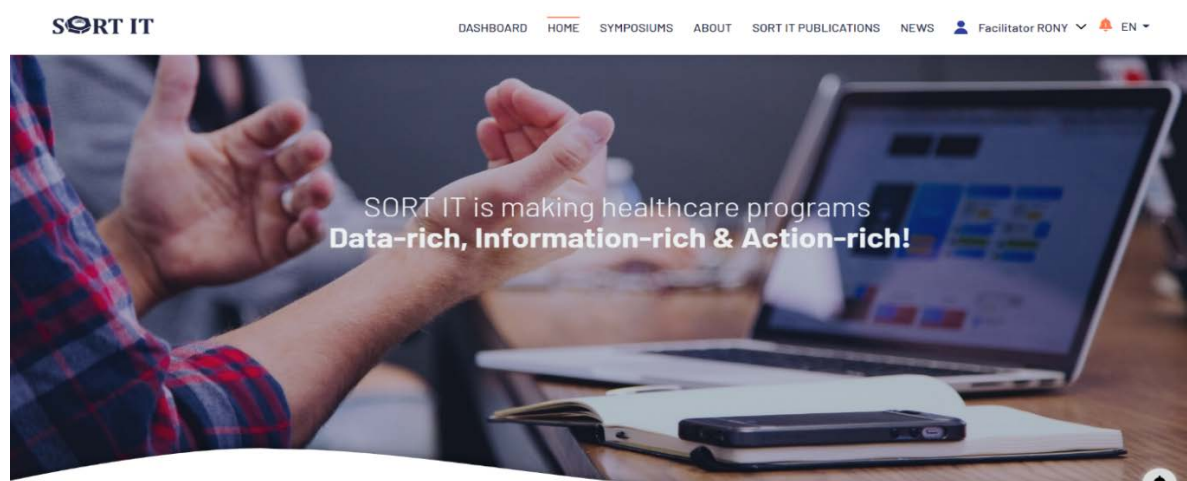 SORT IT
DASHBOARD HOME SYMPOSIUMS ABOUT SORT IT PUBLICATIONS NEWS Facilitator RONY EN
SORT IT is making healthcare programs
Data-rich, Information-rich & Action-rich!